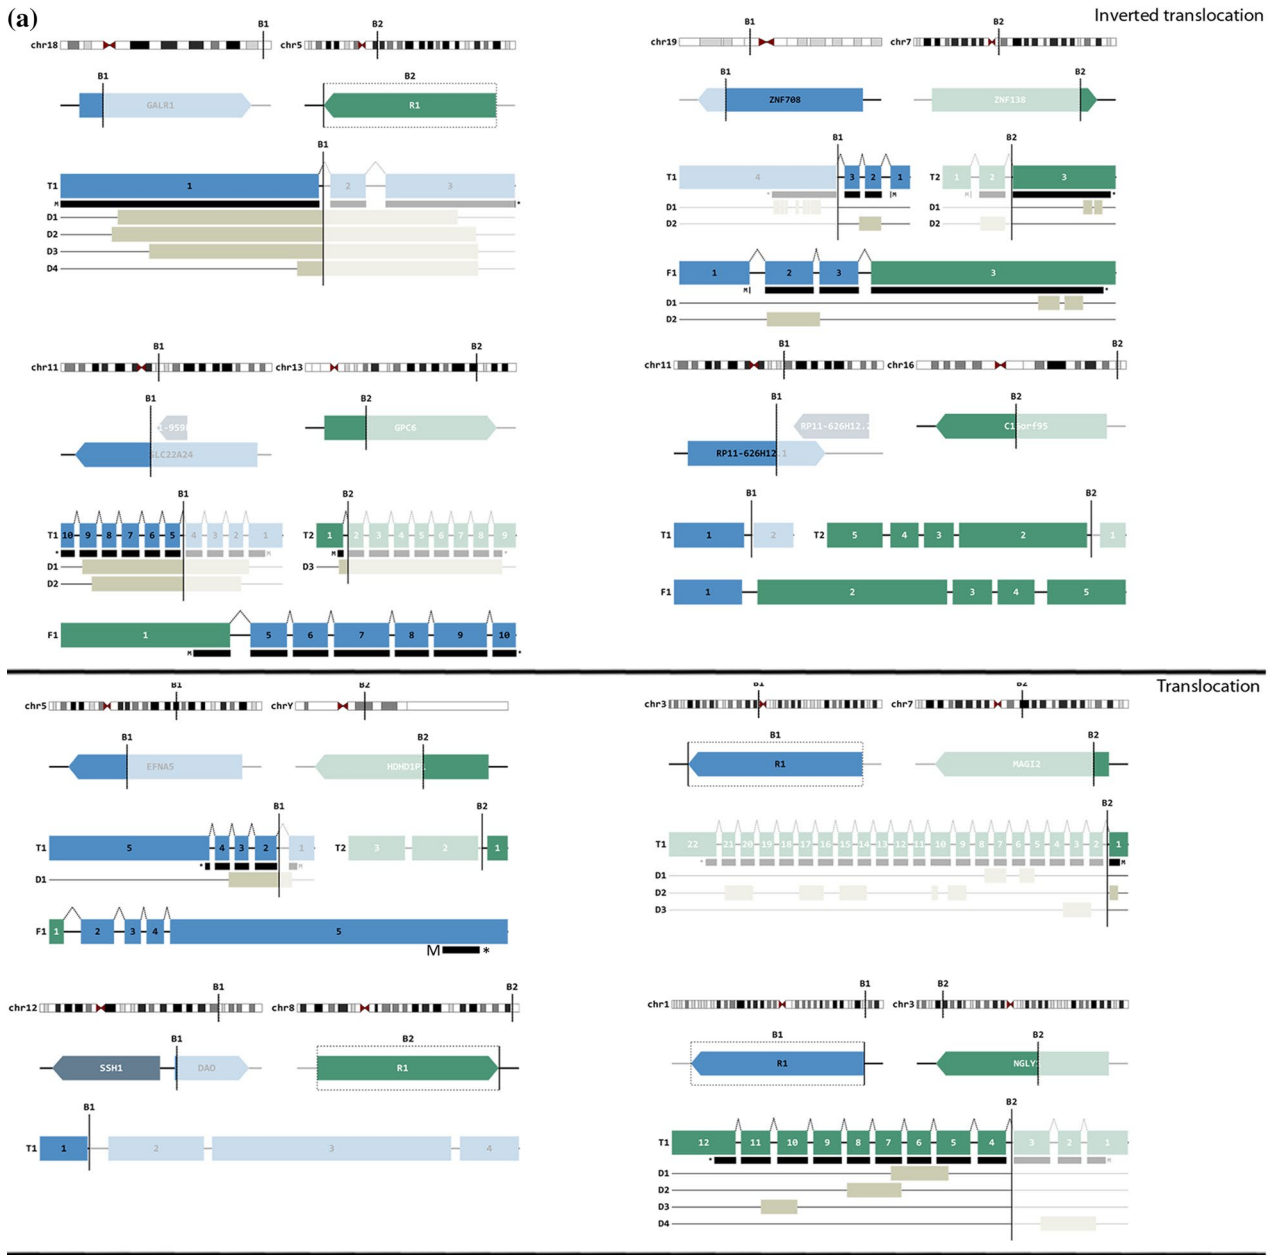 (a)
Inverted translocation
B1 B2
chr18 chr5
B1 B2
GALR1 R1
B1
T1 1 2 3
M *
D1
D2
D3
D4
B1 B2
chr19 chr7
B1 B2
ZNF708 ZNF138
B1 B2
T1 4 3 2 1 T2 1 2 3
* M M *
D1 D1
D2 D2
F1 1 2 3 3
M *
D1
D2
B1 B2
chr11 chr13
B1 B2
SLC22A24 GPC6
B1 B2
T1 10 9 8 7 6 5 4 3 2 1 T2 1 2 3 4 5 6 7 8 9
* M M *
D1 D3
D2
F1 1 5 6 7 8 9 10
M *
B1 B2
chr11 chr16
B1 B2
RP11-626H12.2
RP11-626H12.1 C16orf95
B1 B2
T1 1 2 T2 5 4 3 2 1
F1 1 2 3 4 5
Translocation
B1 B2
chr5 chrY
B1 B2
EFNA5 HDHD1P
B1 B2
T1 5 4 3 2 1 T2 3 2 1
* M
D1
F1 1 2 3 4 5
M *
B1 B2
chr3 chr7
B1 B2
R1 MAGI2
B2
T1 22 21 20 19 18 17 16 15 14 13 12 11 10 9 8 7 6 5 4 3 2 1
* M
D1
D2
D3
B1 B2
chr12 chr8
B1 B2
SSH1 DAO R1
B1
T1 1 2 3 4
B1 B2
chr1 chr3
B1 B2
R1 NGLY
B2
T1 12 11 10 9 8 7 6 5 4 3 2 1
* M
D1
D2
D3
D4